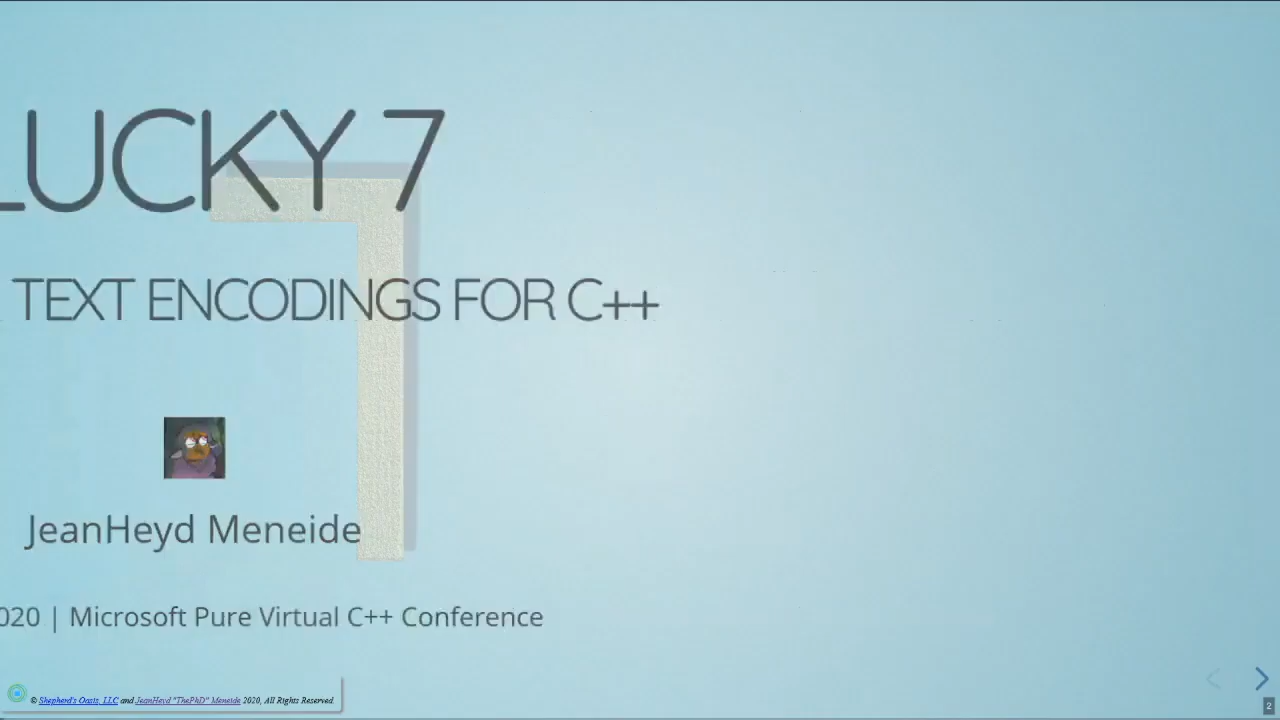 LUCKY 7
TEXT ENCODINGS FOR C++
JeanHeyd Meneide
020 | Microsoft Pure Virtual C++ Conference
© Shepherd's Oasis, LLC and JeanHeyd "ThePhD" Meneide 2020, All Rights Reserved
2